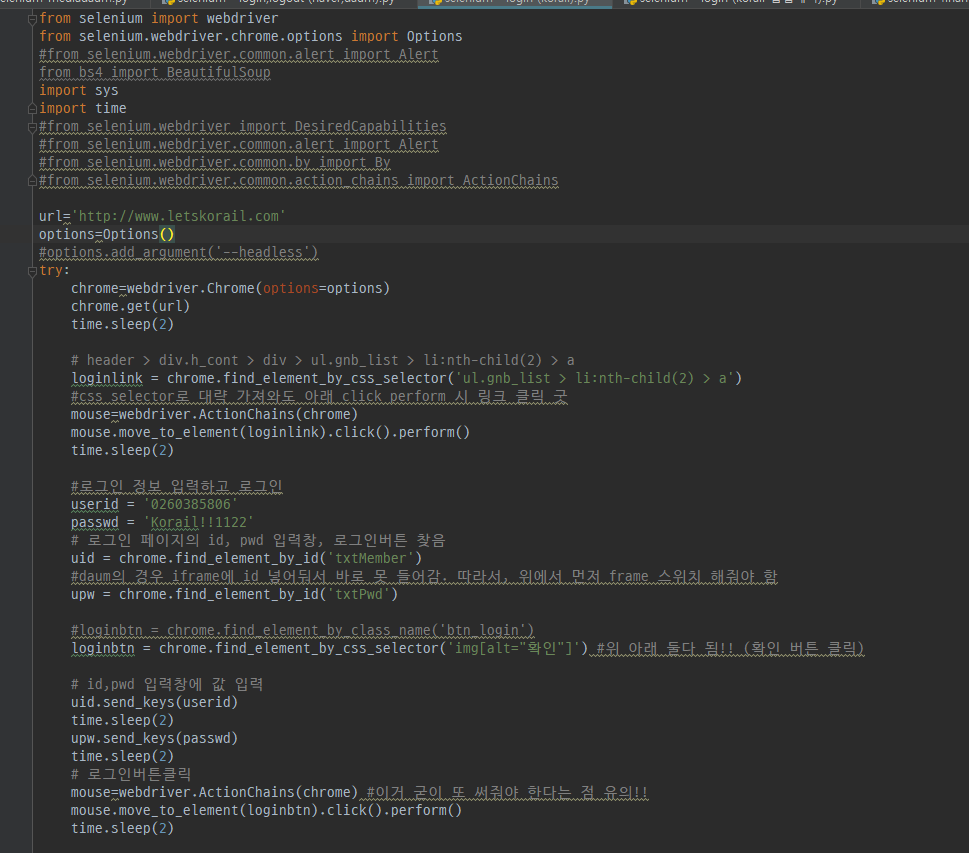 from selenium import webdriver
from selenium.webdriver.chrome.options import Options
#from selenium.webdriver.common.alert import Alert
from bs4 import BeautifulSoup
import sys
import time
#from selenium.webdriver import DesiredCapabilities
#from selenium.webdriver.common.alert import Alert
#from selenium.webdriver.common.by import By
#from selenium.webdriver.common.action_chains import ActionChains
url='http://www.letskorail.com'
options=Options()
#options.add_argument('--headless')
try:
chrome=webdriver.Chrome(options=options)
chrome.get(url)
time.sleep(2)
# header > div.h_cont > div > ul.gnb_list > li:nth-child(2) > a
loginlink = chrome.find_element_by_css_selector('ul.gnb_list > li:nth-child(2) > a')
#css selector로 대략 가져와도 아래 click perform 시 링크 클릭 굿
mouse=webdriver.ActionChains(chrome)
mouse.move_to_element(loginlink).click().perform()
time.sleep(2)
#로그인 정보 입력하고 로그인
userid = '0260385806'
passwd = 'Korail!!1122'
# 로그인 페이지의 id, pwd 입력창, 로그인버튼 찾음
uid = chrome.find_element_by_id('txtMember')
#daum의 경우 iframe에 id 넣어둬서 바로 못 들어감. 따라서, 위에서 먼저 frame 스위치 해줘야 함
upw = chrome.find_element_by_id('txtPwd')
#loginbtn = chrome.find_element_by_class_name('btn_login')
loginbtn = chrome.find_element_by_css_selector('img[alt="확인"]') #위 아래 둘다 됨!! (확인 버튼 클릭)
# id,pwd 입력창에 값 입력
uid.send_keys(userid)
time.sleep(2)
upw.send_keys(passwd)
time.sleep(2)
# 로그인버튼클릭
mouse=webdriver.ActionChains(chrome) #이거 굳이 또 써줘야 한다는 점 유의!!
mouse.move_to_element(loginbtn).click().perform()
time.sleep(2)